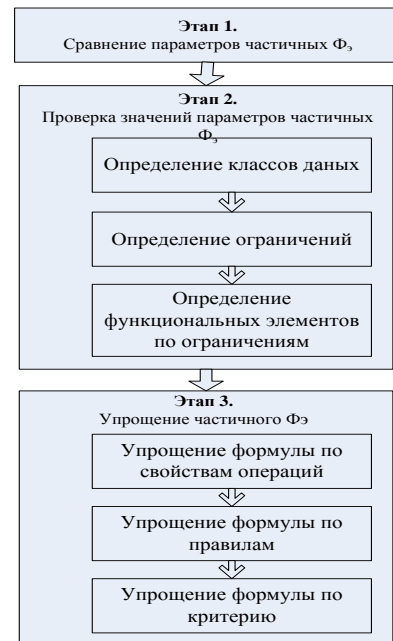 Этап 1.
Сравнение параметров частичных Фэ
Этап 2.
Проверка значений параметров частичных
Фэ
Определение классов даных
Определение ограничений
Определение
функциональных элементов
по ограничениям
Этап 3.
Упрощение частичного Фэ
Упрощение формулы по
свойствам операций
Упрощение формулы по
правилам
Упрощение формулы по
критерию